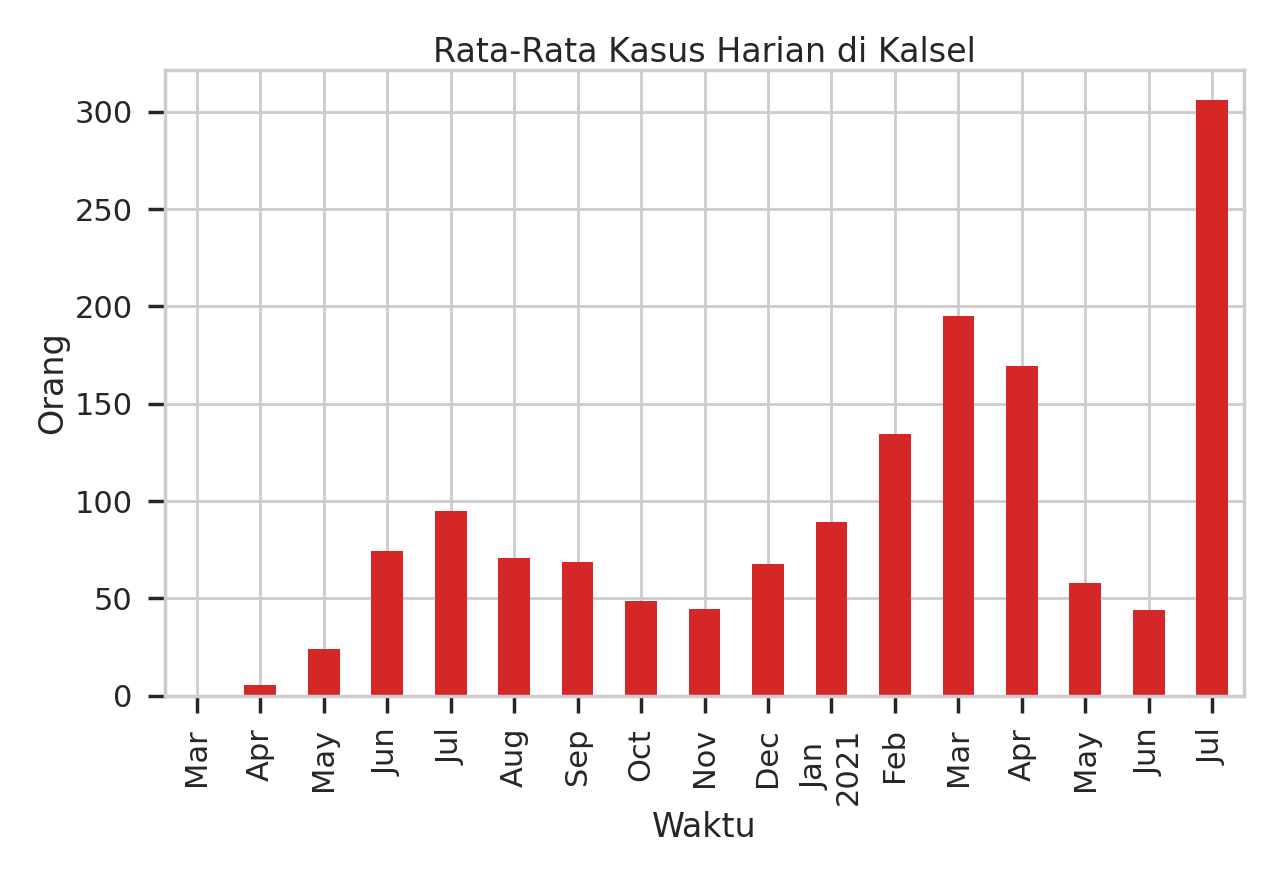 Rata-Rata Kasus Harian di Kalsel
300
250
200
150
100
50
0
Orang
Mar
Apr
May
Jun
Jul
Aug
Sep
Oct
Nov
Dec
Jan
2021
Feb
Mar
Apr
May
Jun
Jul
Waktu